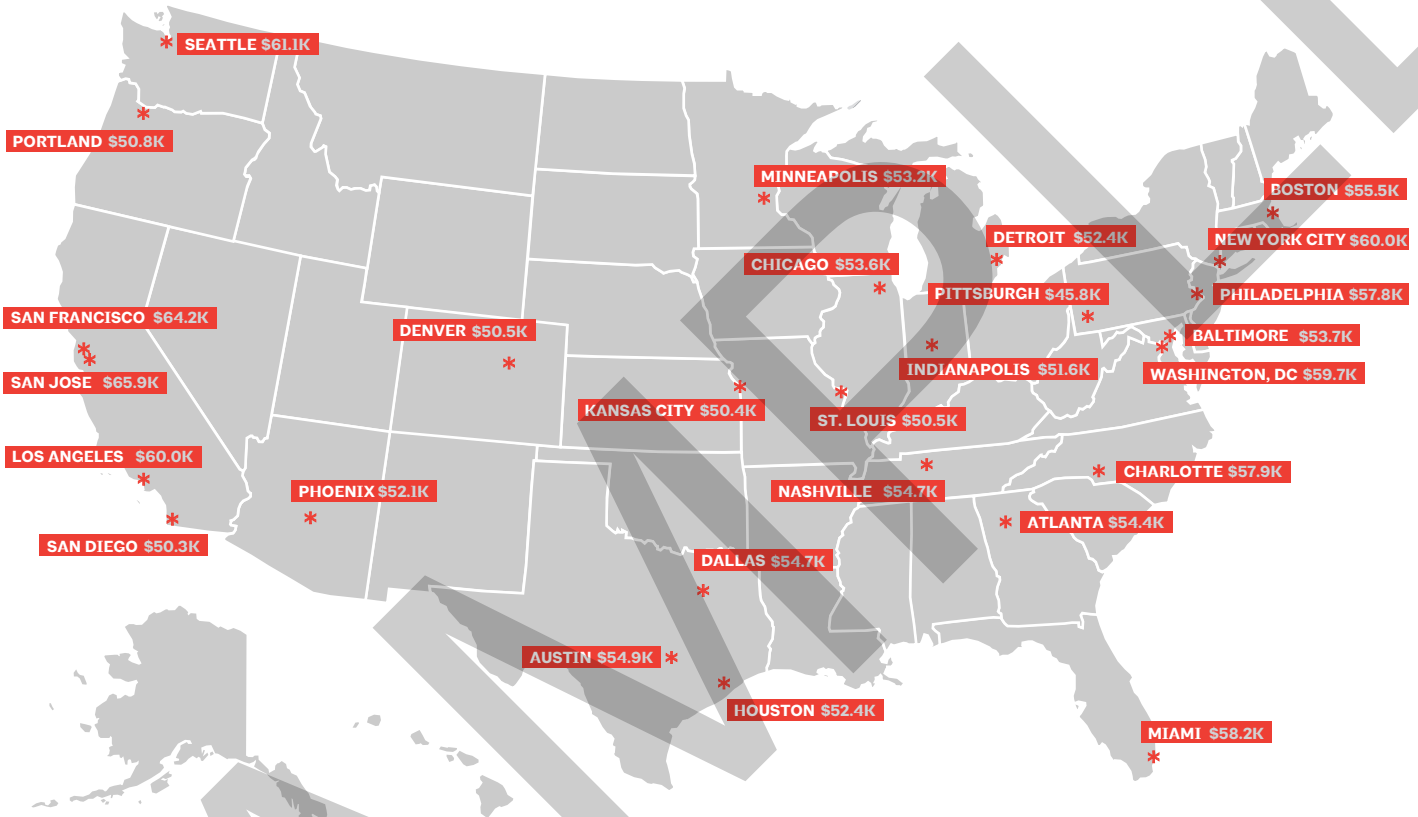 SEATTLE $61.1K
PORTLAND $50.8K
MINNEAPOLIS $53.2K
BOSTON $55.5K
DETROIT $52.4K
NEW YORK CITY $60.0K
CHICAGO $53.6K
PITTSBURGH $45.8K
PHILADELPHIA $57.8K
SAN FRANCISCO $64.2K
DENVER $50.5K
BALTIMORE $53.7K
INDIANAPOLIS $51.6K
WASHINGTON, DC $59.7K
SAN JOSE $65.9K
KANSAS CITY $50.4K
ST. LOUIS $50.5K
LOS ANGELES $60.0K
CHARLOTTE $57.9K
PHOENIX $52.1K
NASHVILLE $54.7K
ATLANTA $54.4K
SAN DIEGO $50.3K
DALLAS $54.7K
AUSTIN $54.9K
HOUSTON $52.4K
MIAMI $58.2K